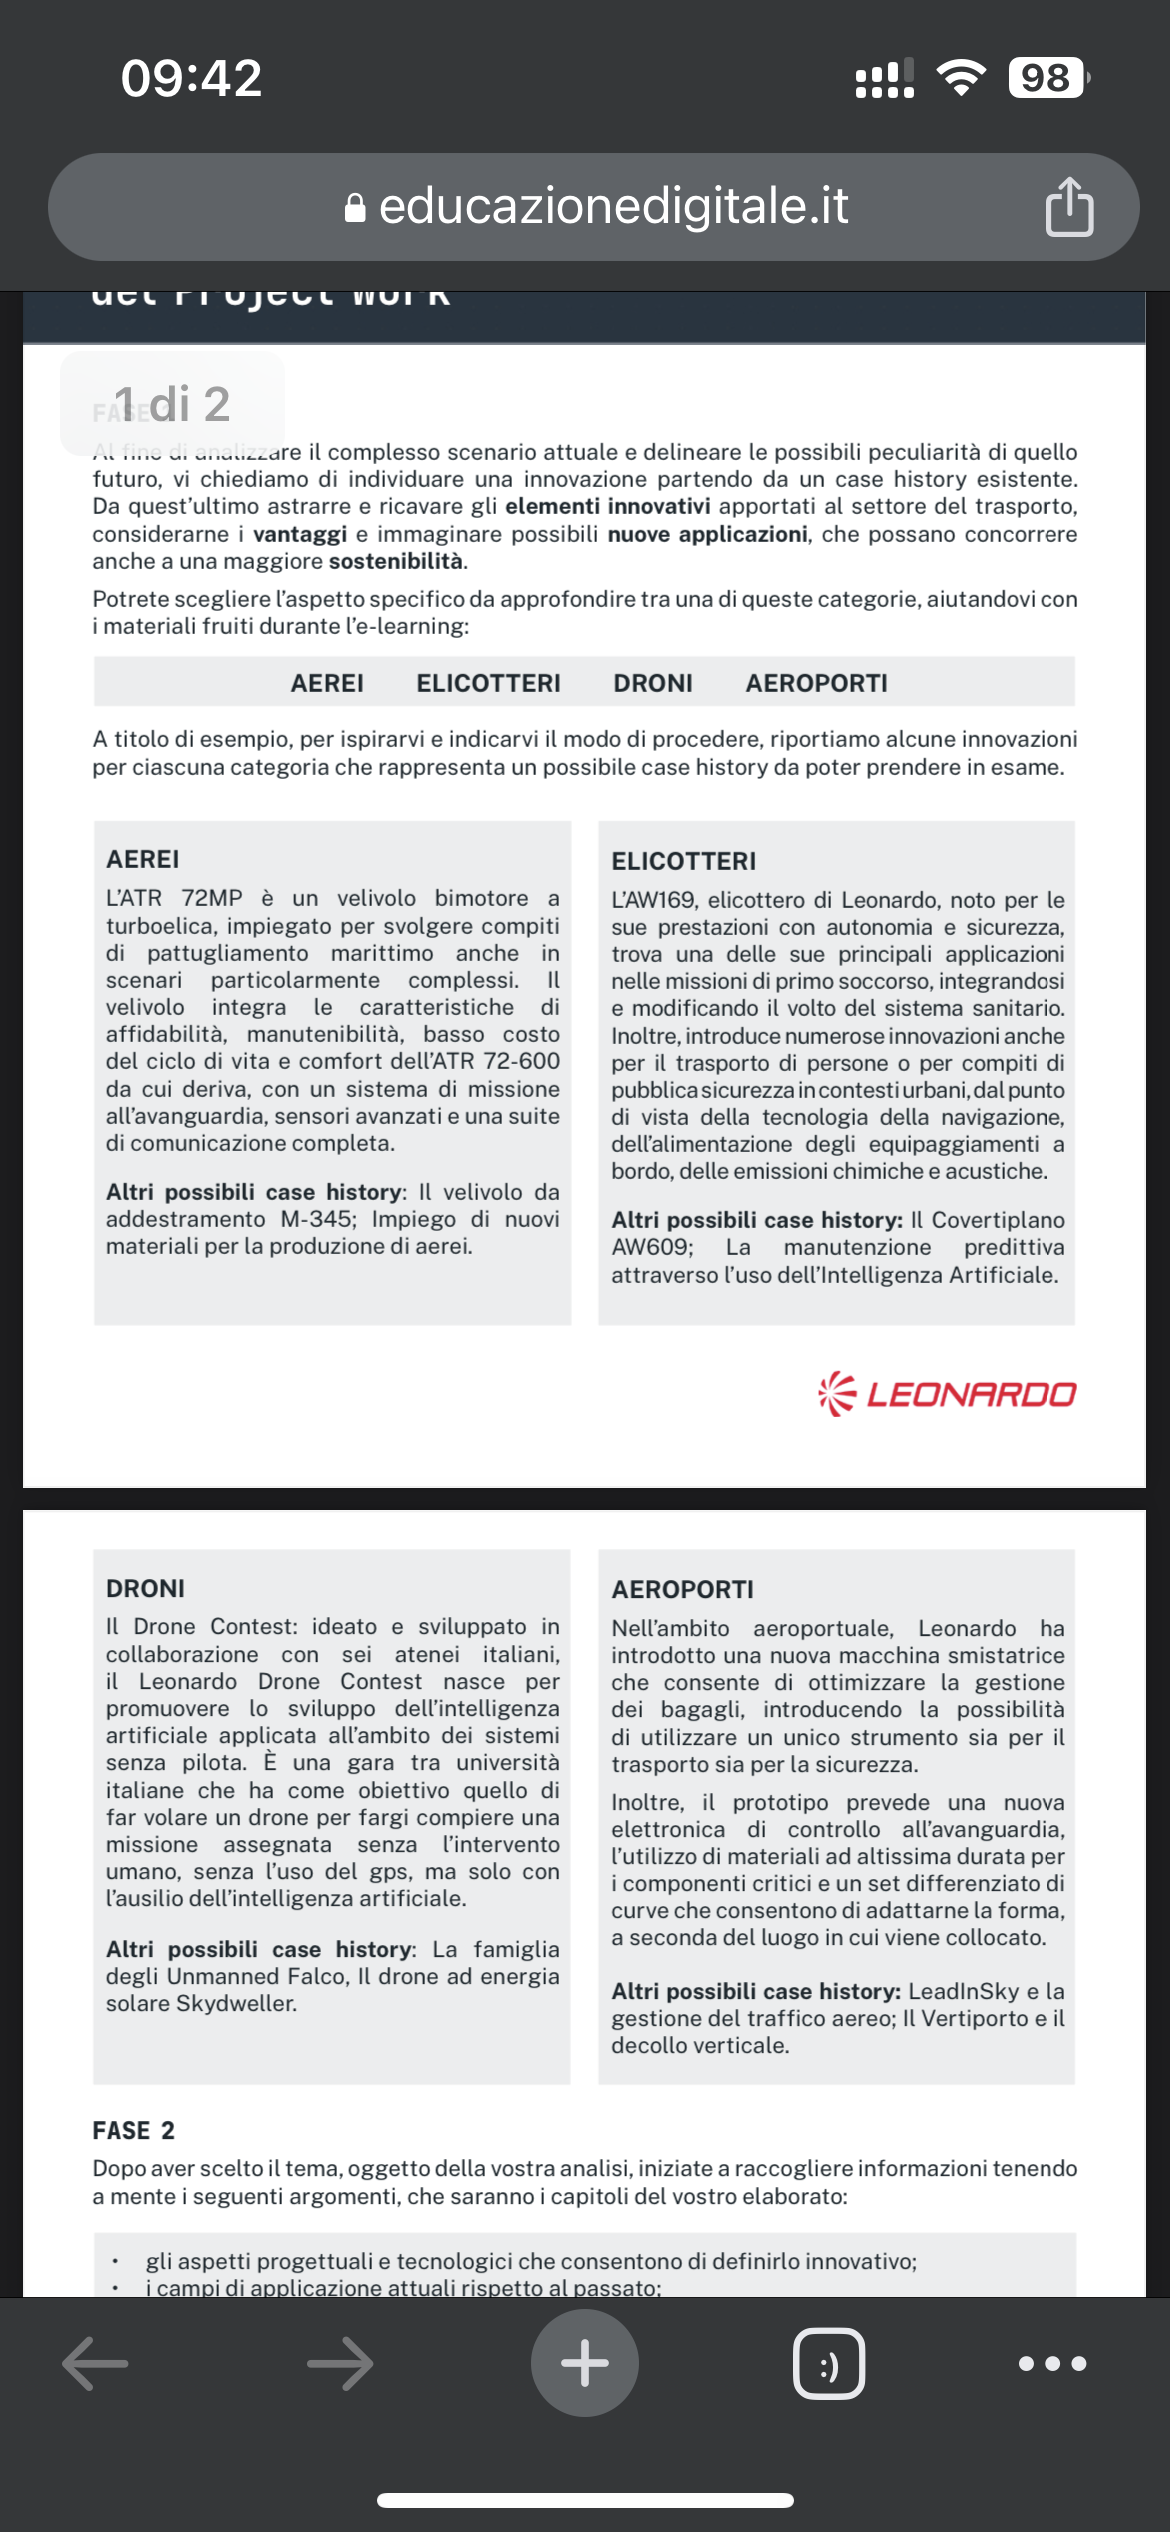 09:42
98
educazionedigitale.it
del Project Work
1 di 2
FASE
Al fine di analizzare il complesso scenario attuale e delineare le possibili peculiarità di quello
futuro, vi chiediamo di individuare una innovazione partendo da un case history esistente.
Da quest'ultimo astrarre e ricavare gli elementi innovativi apportati al settore del trasporto,
considerarne i vantaggi e immaginare possibili nuove applicazioni, che possano concorrere
anche a una maggiore sostenibilità.
Potrete scegliere l'aspetto specifico da approfondire tra una di queste categorie, aiutandovi con
i materiali fruiti durante l'e-learning:
AEREI ELICOTTERI DRONI AEROPORTI
A titolo di esempio, per ispirarvi e indicarvi il modo di procedere, riportiamo alcune innovazioni
per ciascuna categoria che rappresenta un possibile case history da poter prendere in esame.
AEREI
L'ATR 72MP è un velivolo bimotore a
turboelica, impiegato per svolgere compiti
di pattugliamento marittimo anche in
scenari particolarmente complessi. Il
velivolo integra le caratteristiche di
affidabilità, manutenibilità, basso costo
del ciclo di vita e comfort dell'ATR 72-600
da cui deriva, con un sistema di missione
all'avanguardia, sensori avanzati e una suite
di comunicazione completa.
Altri possibili case history: Il velivolo da
addestramento M-345; Impiego di nuovi
materiali per la produzione di aerei.
ELICOTTERI
L'AW169, elicottero di Leonardo, noto per le
sue prestazioni con autonomia e sicurezza,
trova una delle sue principali applicazioni
nelle missioni di primo soccorso, integrandosi
e modificando il volto del sistema sanitario.
Inoltre, introduce numerose innovazioni anche
per il trasporto di persone o per compiti di
pubblica sicurezza in contesti urbani, dal punto
di vista della tecnologia della navigazione,
dell'alimentazione degli equipaggiamenti a
bordo, delle emissioni chimiche e acustiche.
Altri possibili case history: Il Covertiplano
AW609; La manutenzione predittiva
attraverso l'uso dell'Intelligenza Artificiale.
LEONARDO
DRONI
Il Drone Contest: ideato e sviluppato in
collaborazione con sei atenei italiani,
il Leonardo Drone Contest nasce per
promuovere lo sviluppo dell'intelligenza
artificiale applicata all'ambito dei sistemi
senza pilota. È una gara tra università
italiane che ha come obiettivo quello di
far volare un drone per fargi compiere una
missione assegnata senza l'intervento
umano, senza l'uso del gps, ma solo con
l'ausilio dell'intelligenza artificiale.
Altri possibili case history: La famiglia
degli Unmanned Falco, Il drone ad energia
solare Skydweller.
AEROPORTI
Nell'ambito aeroportuale, Leonardo ha
introdotto una nuova macchina smistatrice
che consente di ottimizzare la gestione
dei bagagli, introducendo la possibilità
di utilizzare un unico strumento sia per il
trasporto sia per la sicurezza.
Inoltre, il prototipo prevede una nuova
elettronica di controllo all'avanguardia,
l'utilizzo di materiali ad altissima durata per
i componenti critici e un set differenziato di
curve che consentono di adattarne la forma,
a seconda del luogo in cui viene collocato.
Altri possibili case history: LeadInSky e la
gestione del traffico aereo; Il Vertiporto e il
decollo verticale.
FASE 2
Dopo aver scelto il tema, oggetto della vostra analisi, iniziate a raccogliere informazioni tenendo
a mente i seguenti argomenti, che saranno i capitoli del vostro elaborato:
• gli aspetti progettuali e tecnologici che consentono di definirlo innovativo;
• i campi di applicazione attuali rispetto al passato;
:)